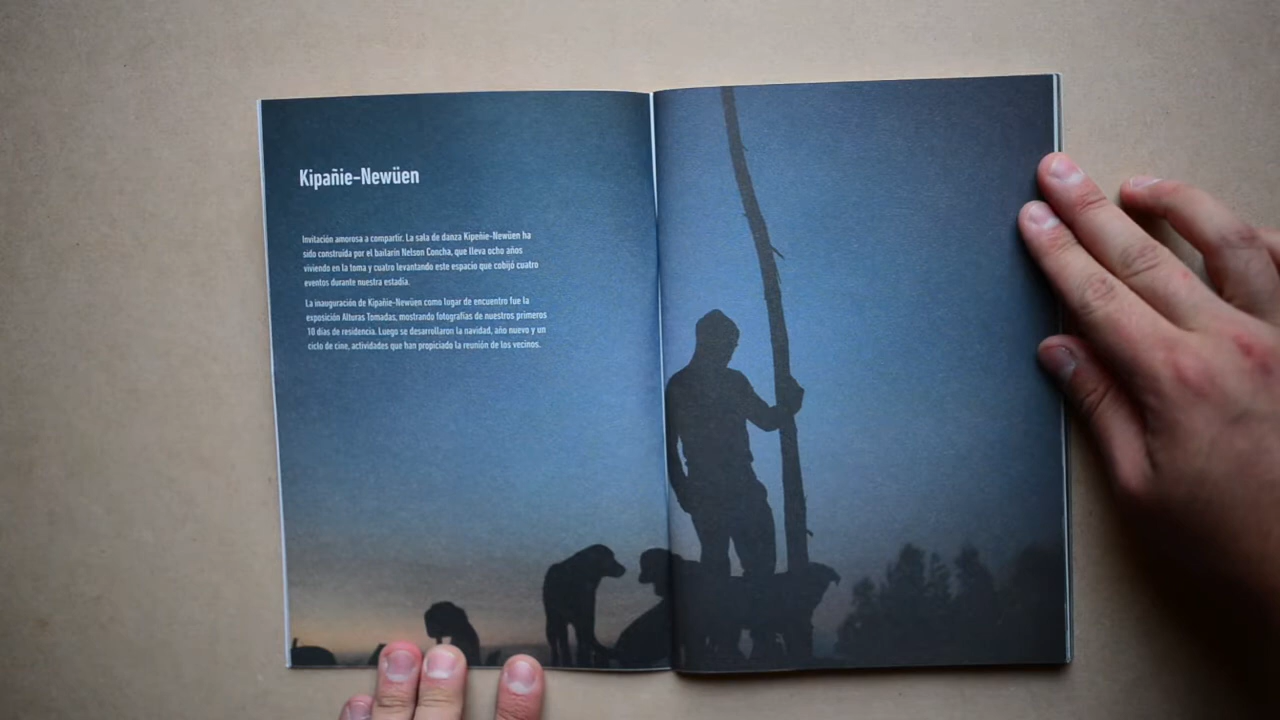 Kipañie-Newüen
Invitación amorosa a compartir. La sala de danza Kipeñie-Newüen ha
sido construida por el bailarín Nelson Concha, que lleva ocho años
viviendo en la toma y cuatro levantando este espacio que cobijó cuatro
eventos durante nuestra estadía.
La inauguración de Kipañie-Newüen como lugar de encuentro fue la
exposición Alturas Tomadas, mostrando fotografías de nuestros primeros
10 días de residencia. Luego se desarrollaron la navidad, año nuevo y un
ciclo de cine, actividades que han propiciado la reunión de los vecinos.